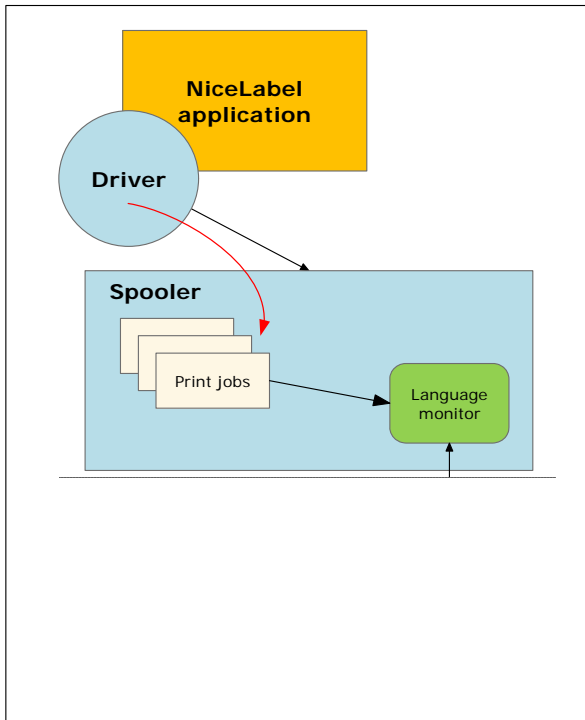 NiceLabel
application
Driver
Spooler
Print jobs
Language
monitor